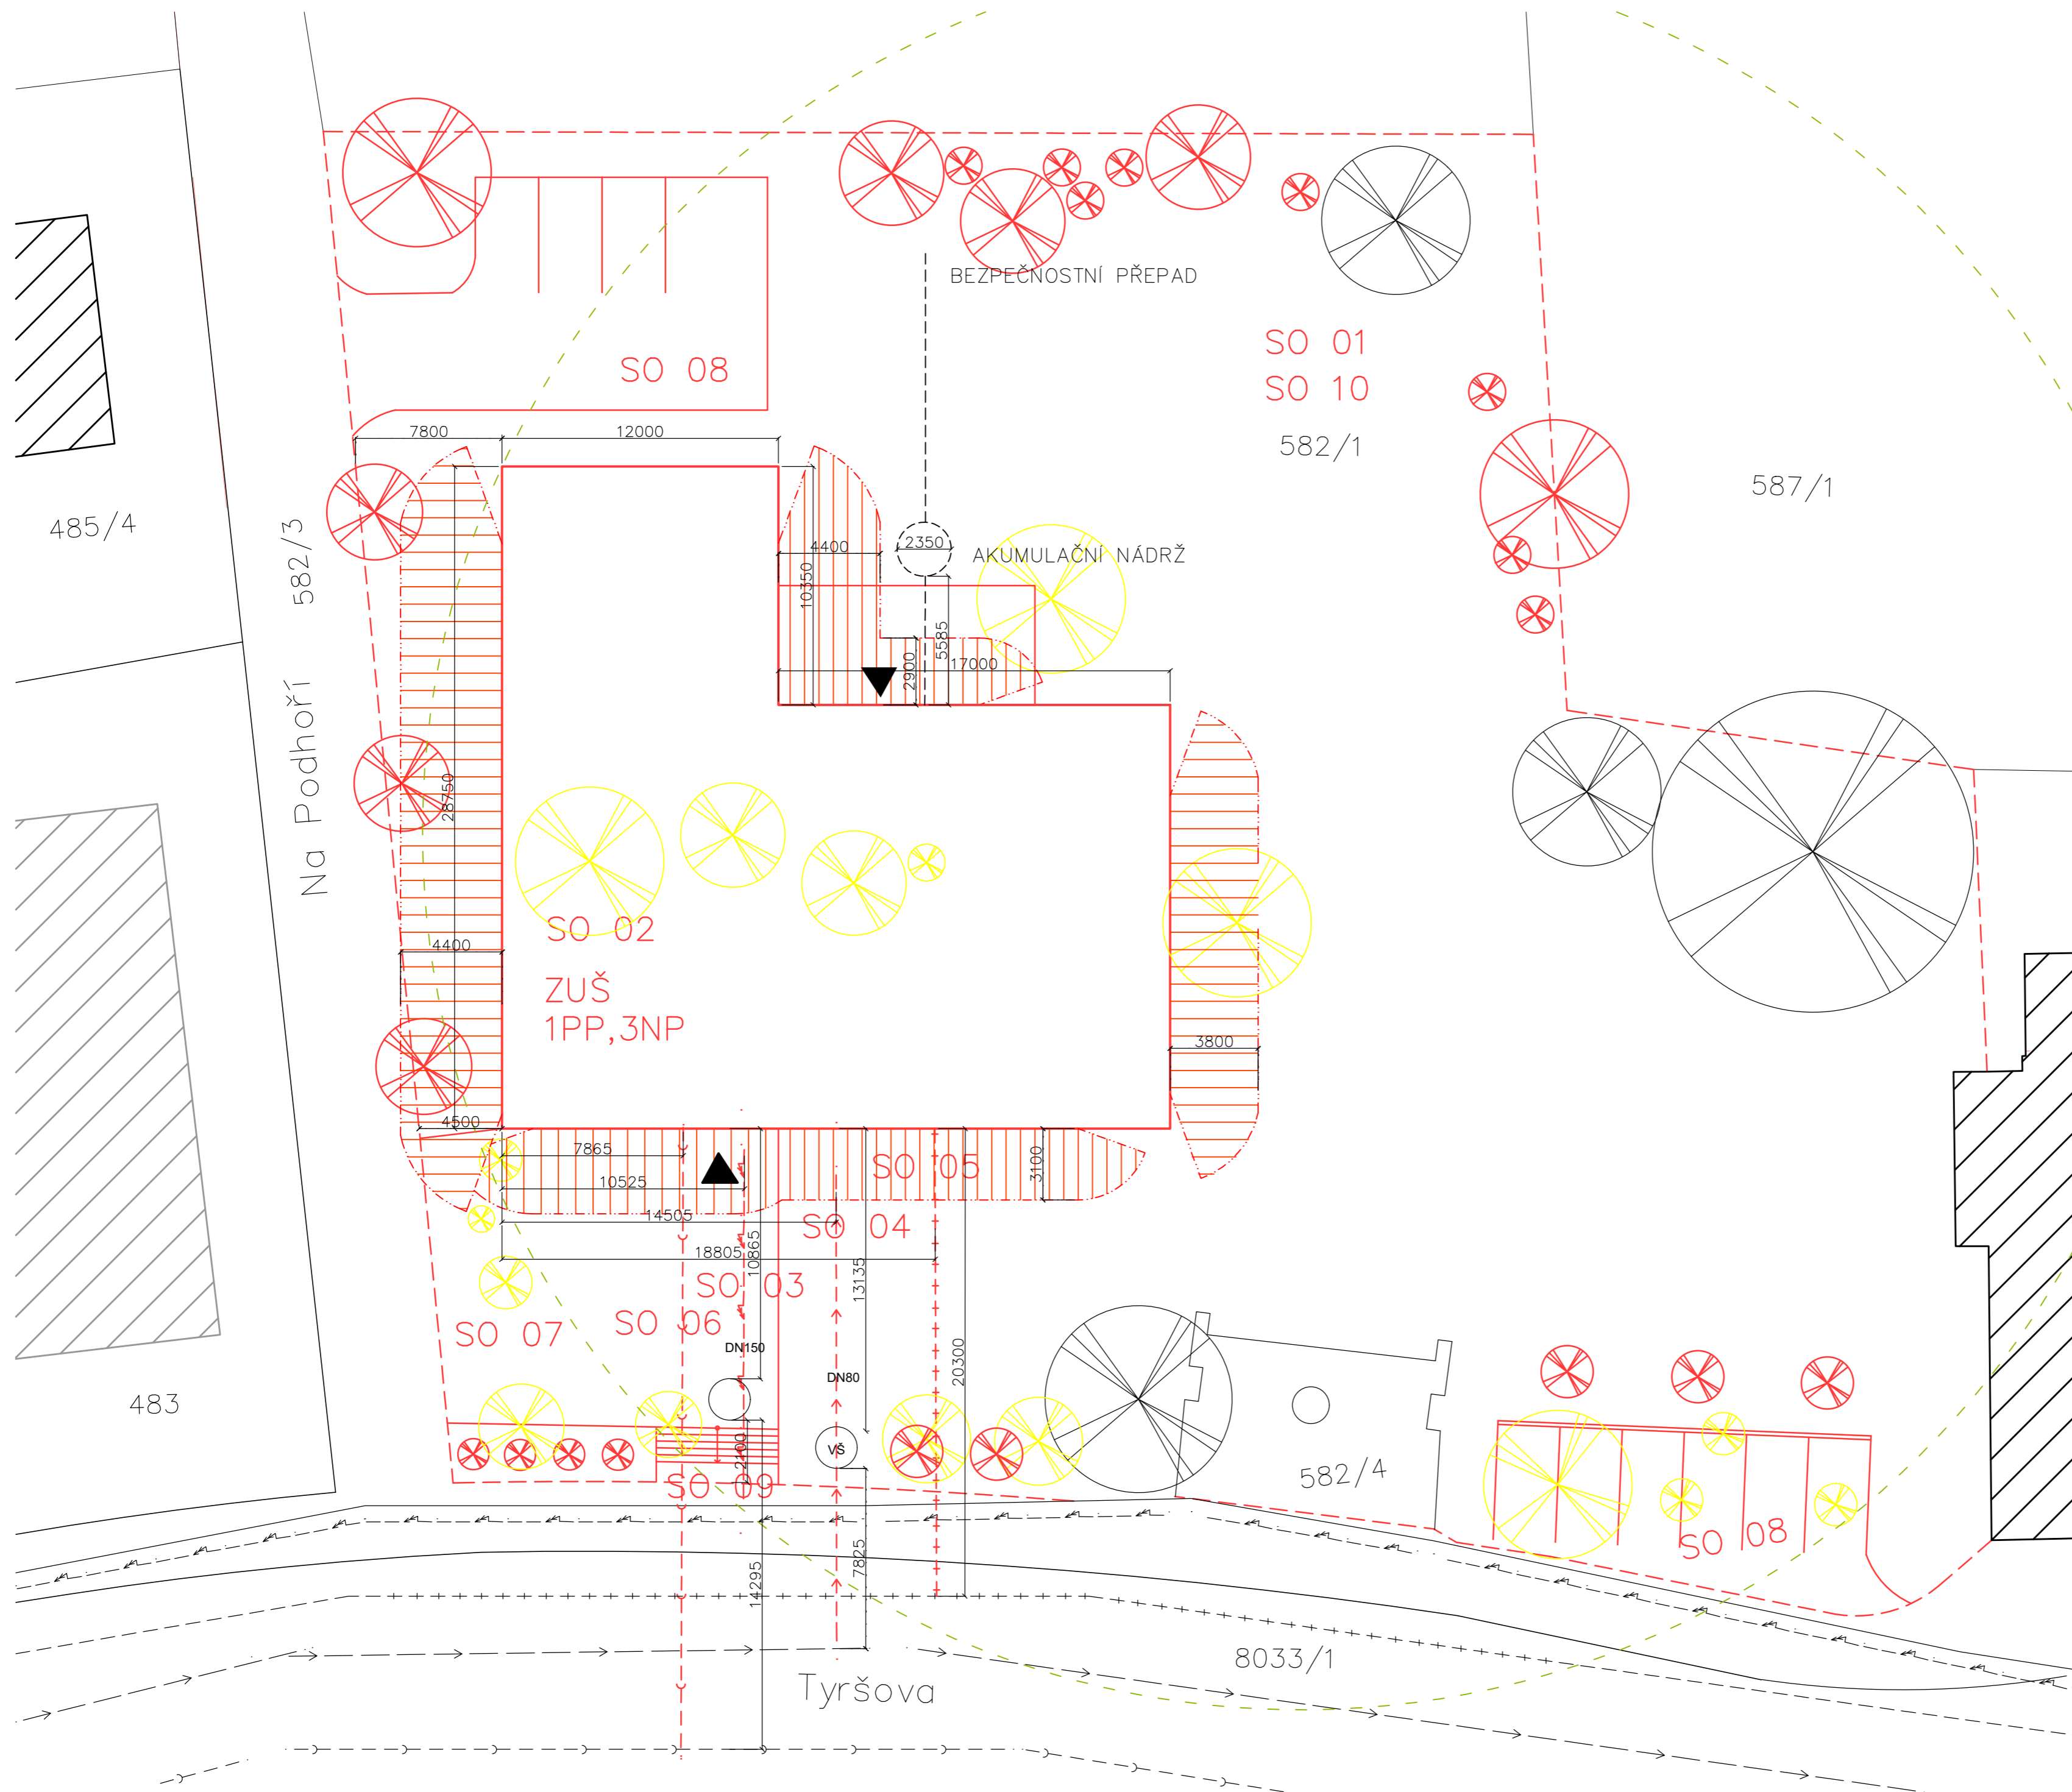 BEZPEČNOSTNÍ PŘEPAD
SO 01
SO 10
582/1
SO 08
7800
12000
587/1
485/4
582/3
Na Podhoří
4400
10350
2350
AKUMULAČNÍ NÁDRŽ
5585
2900
17000
28750
SO 02
ZUŠ
1PP,3NP
4400
3800
4500
7865
SO 05
3100
10525
14505
SO 04
18805
10865
13135
SO 03
SO 06
SO 07
DN150
DN80
20300
483
2100
VŠ
SO 09
582/4
SO 08
14295
7825
8033/1
Tyršova